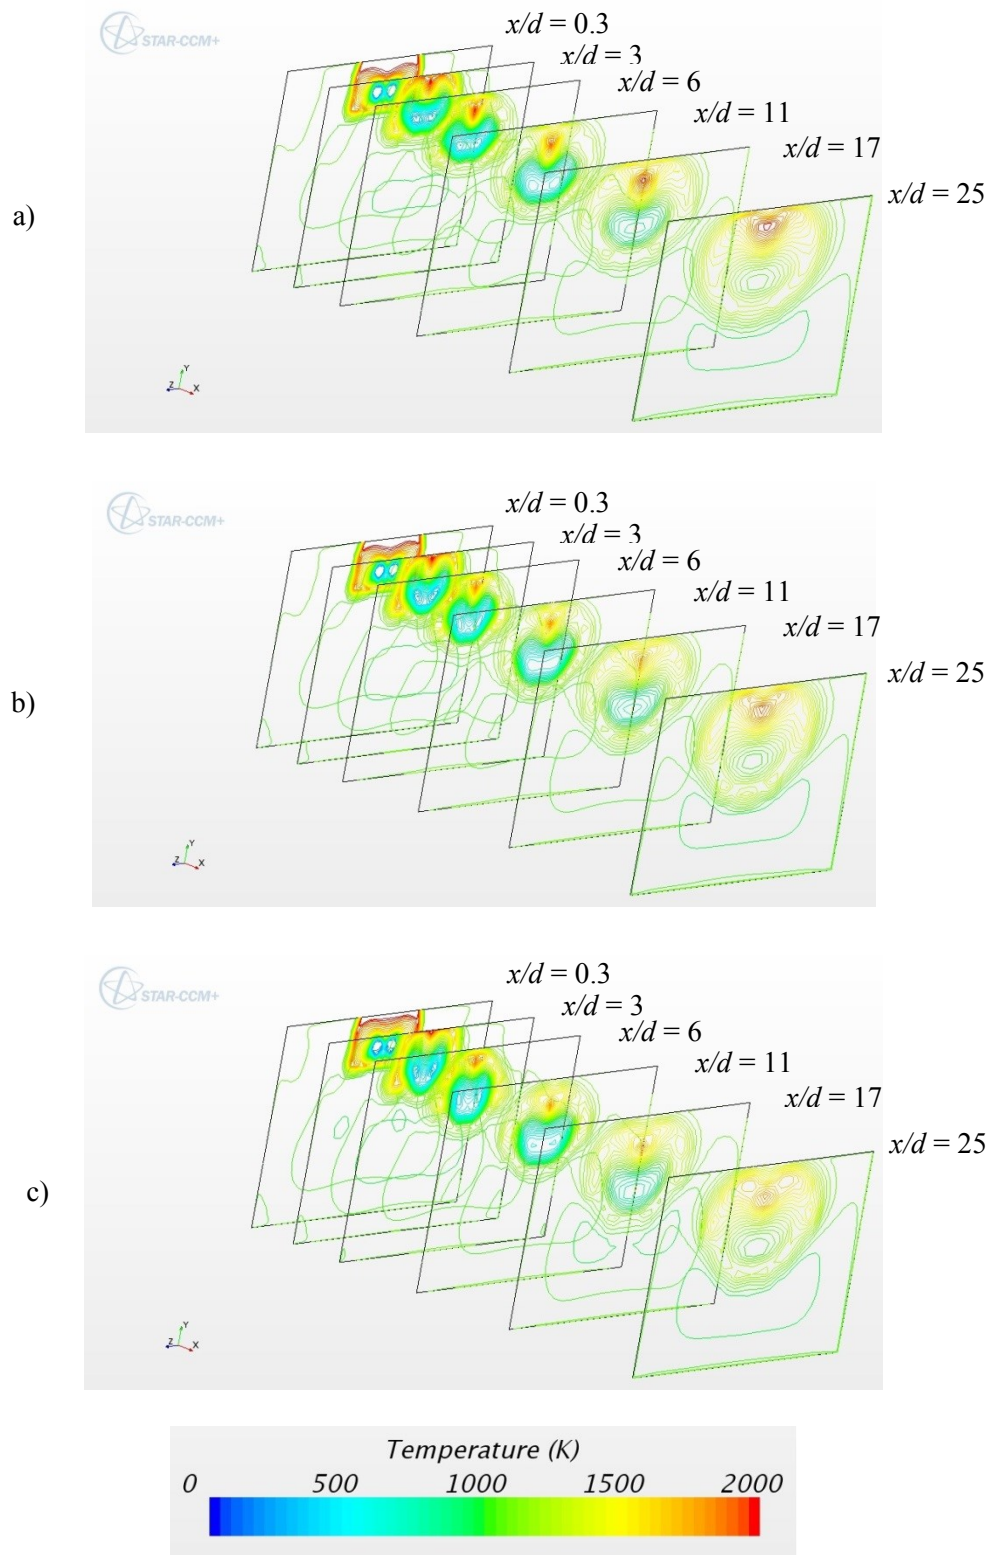 STAR-CCM+
x/d = 0.3
x/d = 3
x/d = 6
x/d = 11
x/d = 17
x/d = 25
a)
Y
Z
X
STAR-CCM+
x/d = 0.3
x/d = 3
x/d = 6
x/d = 11
x/d = 17
x/d = 25
b)
Y
Z
X
STAR-CCM+
x/d = 0.3
x/d = 3
x/d = 6
x/d = 11
x/d = 17
x/d = 25
c)
Y
Z
X
Temperature (K)
0 500 1000 1500 2000